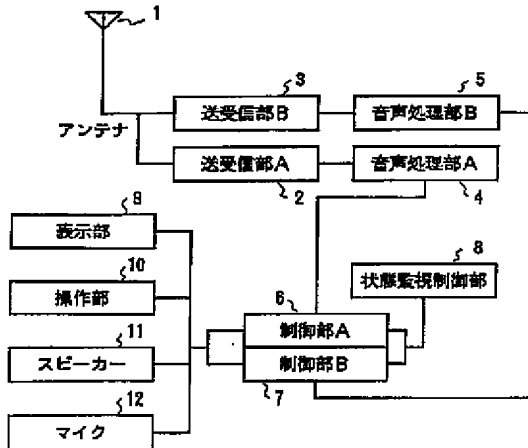 1
アンテナ
3
送受信部B
5
音声処理部B
送受信部A
2
音声処理部A
4
9
表示部
10
操作部
11
スピーカー
12
マイク
8
状態監視制御部
6
制御部A
制御部B
7